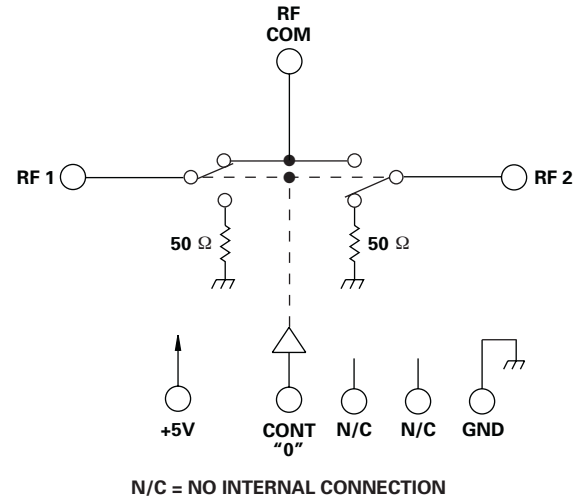 RF
COM
RF 1
RF 2
50 Ω
50 Ω
+5V
CONT
“0”
N/C
N/C
GND
N/C = NO INTERNAL CONNECTION